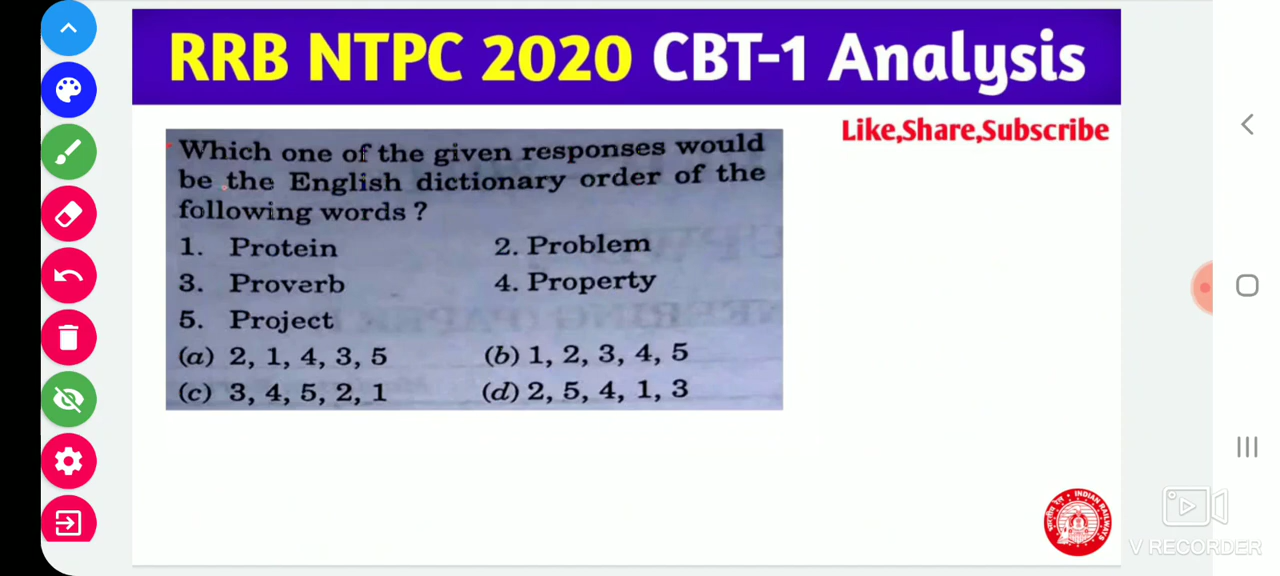 RRB NTPC 2020 CBT-1 Analysis
Like,Share,Subscribe
Which one of the given responses would
be the English dictionary order of the
following words ?
1. Protein 2. Problem
3. Proverb 4. Property
5. Project
(a) 2, 1, 4, 3, 5 (b) 1, 2, 3, 4, 5
(c) 3, 4, 5, 2, 1 (d) 2, 5, 4, 1, 3
INDIAN RAILWAYS
V RECORDER